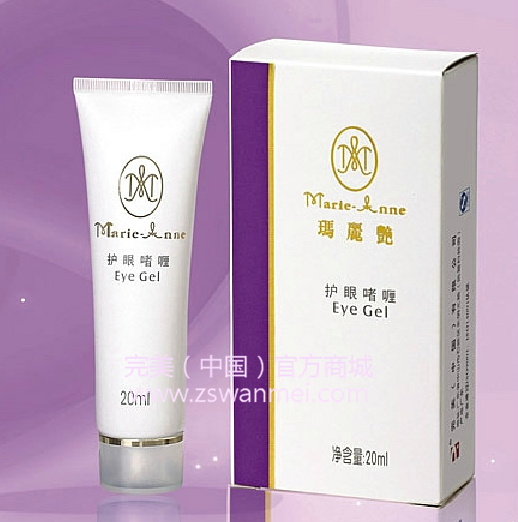 Marie-Anne
护眼啫喱
Eye Gel
20ml
Marie-Anne
瑪麗艷
护眼啫喱
Eye Gel
净含量:20ml
完美（中国）官方商城
www.zswanmei.com